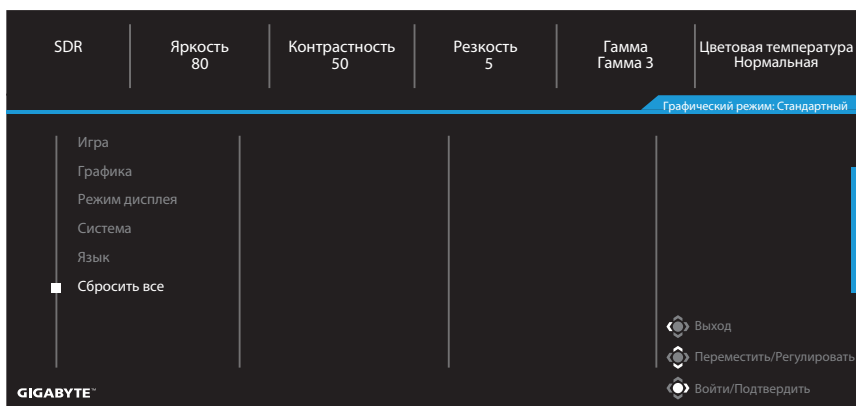 SDR
Яркость
80
Контрастность
50
Резкость
5
Гамма
Гамма 3
Цветовая температура
Нормальная
Графический режим: Стандартный
Игра
Графика
Режим дисплея
Система
Язык
Сбросить все
Выход
Переместить/Регулировать
Войти/Подтвердить
GIGABYTE™